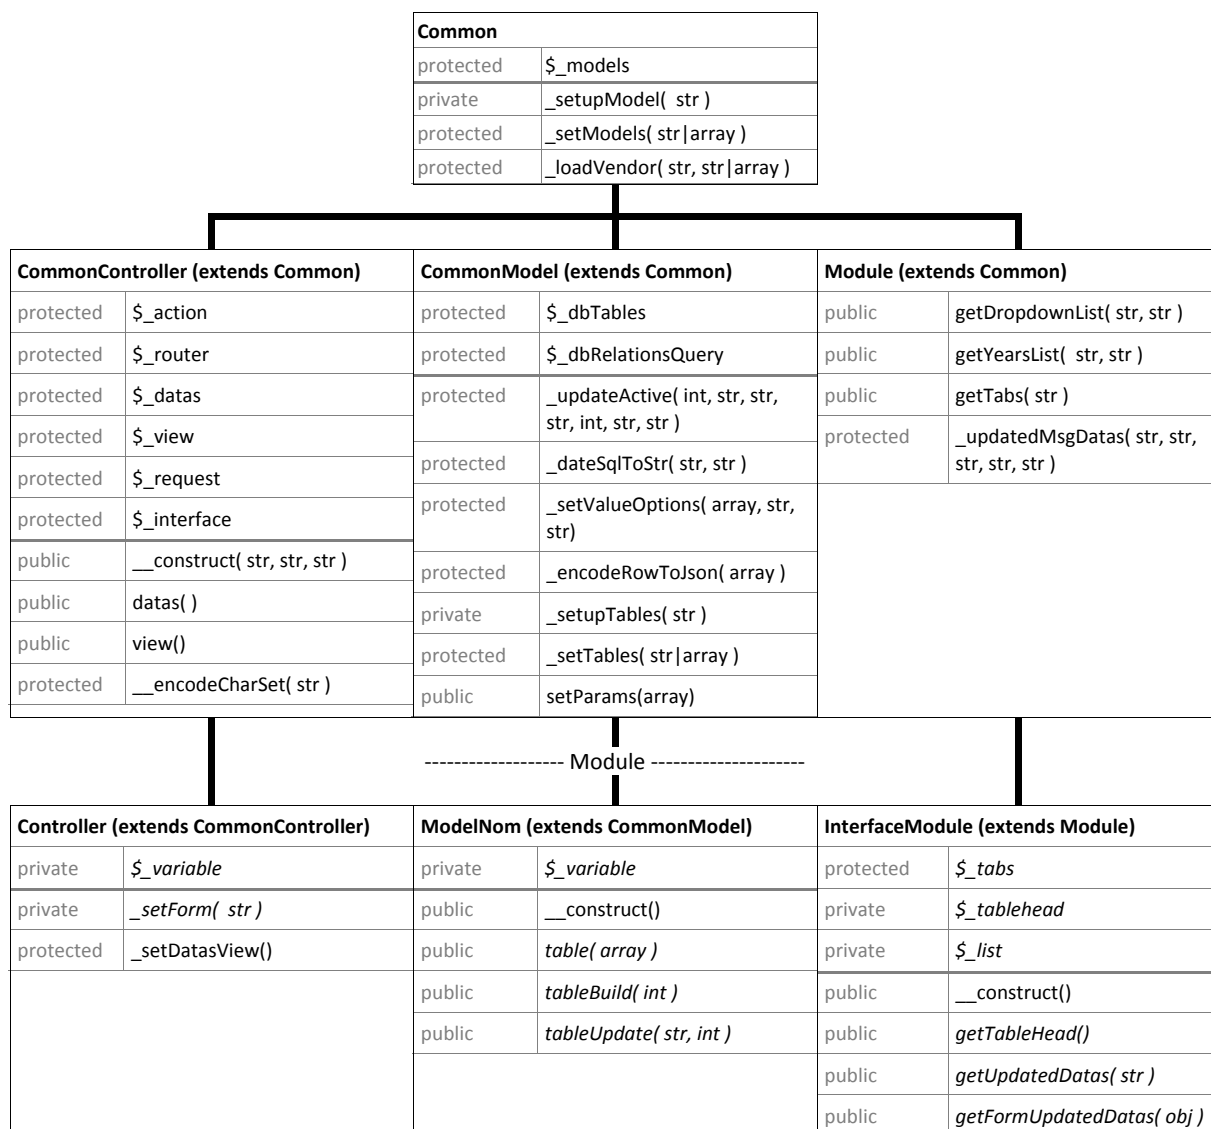 Common
protected $_models
private _setupModel( str )
protected _setModels( str|array )
protected _loadVendor( str, str|array )
CommonController (extends Common)
protected $_action
protected $_router
protected $_datas
protected $_view
protected $_request
protected $_interface
public __construct( str, str, str )
public datas( )
public view()
protected __encodeCharSet( str )
CommonModel (extends Common)
protected $_dbTables
protected $_dbRelationsQuery
protected _updateActive( int, str, str,
str, int, str, str )
protected _dateSqlToStr( str, str )
protected _setValueOptions( array, str,
str)
protected _encodeRowToJson( array )
private _setupTables( str )
protected _setTables( str|array )
public setParams(array)
Module (extends Common)
public getDropdownList( str, str )
public getYearsList( str, str )
public getTabs( str )
protected _updatedMsgDatas( str, str,
str, str, str )
------------------- Module ---------------------
Controller (extends CommonController)
private $_variable
private _setForm( str )
protected _setDatasView()
ModelNom (extends CommonModel)
private $_variable
public __construct()
public table( array )
public tableBuild( int )
public tableUpdate( str, int )
InterfaceModule (extends Module)
protected $_tabs
private $_tablehead
private $_list
public __construct()
public getTableHead()
public getUpdatedDatas( str )
public getFormUpdatedDatas( obj )